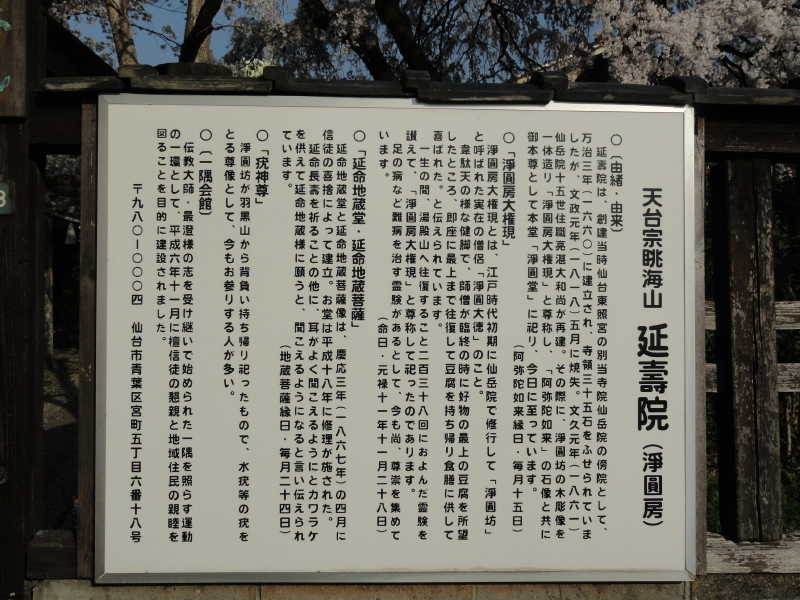 天台宗眺海山 延壽院(淨圓房)
〇(由緒・由来)
延壽院は、創建当時仙台東照宮の別当寺院仙岳院の傍院として、
万治三年(一六六〇)に建立され、寺領三十五石をふせられていま
したが、文政元年(一八一八)五月に焼失。文久元年(一八六一)
仙岳院十五世住職亮湛大和尚が再建。その際に、淨圓坊の木彫像を
一体造り「淨圓房大権現」と尊称し、「阿弥陀如来」の石像と共に
御本尊として本堂「淨圓堂」に祀り、今日に至っています。
(阿弥陀如来縁日・毎月十五日)
〇「淨圓房大権現」
淨圓房大権現とは、江戸時代初期に仙岳院で修行して「淨圓坊」
と呼ばれた実在の僧侶「淨圓大徳」のこと。
韋駄天の様な健脚で、師僧が臨終の時に好物の最上の豆腐を所望
したところ、即座に最上まで往復して豆腐を持ち帰り食膳に供して
喜ばれた。と伝えられています。
一生の間、湯殿山へ往復すること二百三十八回におよんだ霊験を
讃えて、「淨圓房大権現」と尊称して祀ったのであります。
足の病など難病を治す霊験があるとして、今も尚、尊崇を集めて
います。
(命日・元禄十一年十一月二十八日)
〇「延命地蔵堂・延命地蔵菩薩」
延命地蔵堂と延命地蔵菩薩像は、慶応三年(一八六七年)の四月に
信徒の喜捨によって建立。お堂は平成十八年に修理が施された。
延命長壽を祈ることの他に、耳がよく聞こえるようにとカワラケ
を供えて延命地蔵様に願うと、聞こえるようになると言い伝えられ
ています。
(地蔵菩薩縁日・毎月二十四日)
〇「疣神尊」
淨圓坊が羽黒山から背負い持ち帰り祀ったもので、水疣等の疣を
とる尊像として、今もお参りする人が多い。
〇(一隅会館)
伝教大師・最澄様の志を受け継いで始められた一隅を照らす運動
の一環として、平成六年十一月に檀信徒の懇親と地域住民の親睦を
図ることを目的に建設されました。
〒九八〇ー〇〇〇四 仙台市青葉区宮町五丁目六番十八号